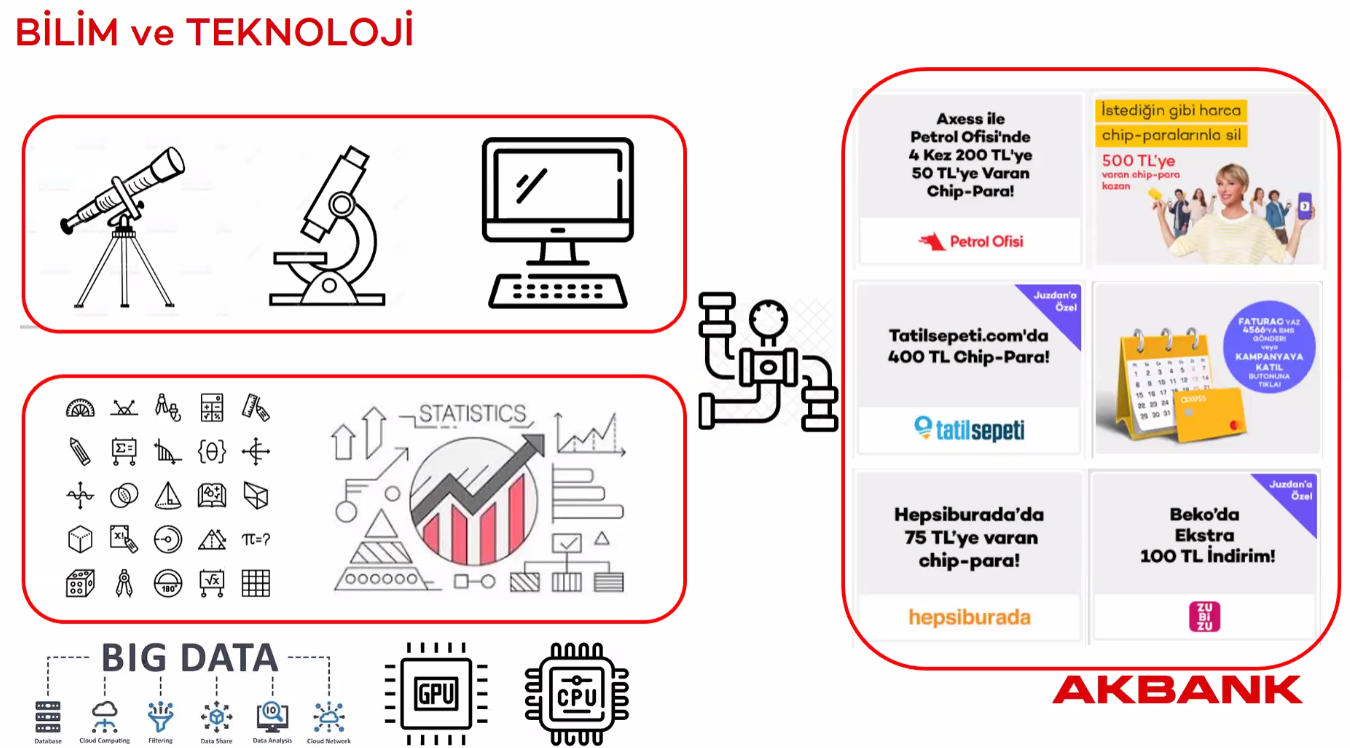 BİLİM ve TEKNOLOJİ
STATISTICS
Σ=
{θ}
X!
π=?
180°
√x
BIG DATA
Database
Cloud Computing
Filtering
Data Share
Data Analysis
Cloud Network
IO
GPU
CPU
Axess ile
Petrol Ofisi'nde
4 Kez 200 TL'ye
50 TL'ye Varan
Chip-Para!
Petrol Ofisi
İstediğin gibi harca
chip-paralarınla sil
500 TL'ye
varan chip-para
kazan
Juzdan'a
Özel
Tatilsepeti.com'da
400 TL Chip-Para!
tatilsepeti
FATURAC YAZ
4566'YA SMS
GÖNDER!
veya
KAMPANYAYA
KATIL
BUTONUNA
TIKLA!
axess
Hepsiburada'da
75 TL'ye varan
chip-para!
hepsiburada
Juzdan'a
Özel
Beko'da
Ekstra
100 TL İndirim!
ZU
BI
ZU
AKBANK